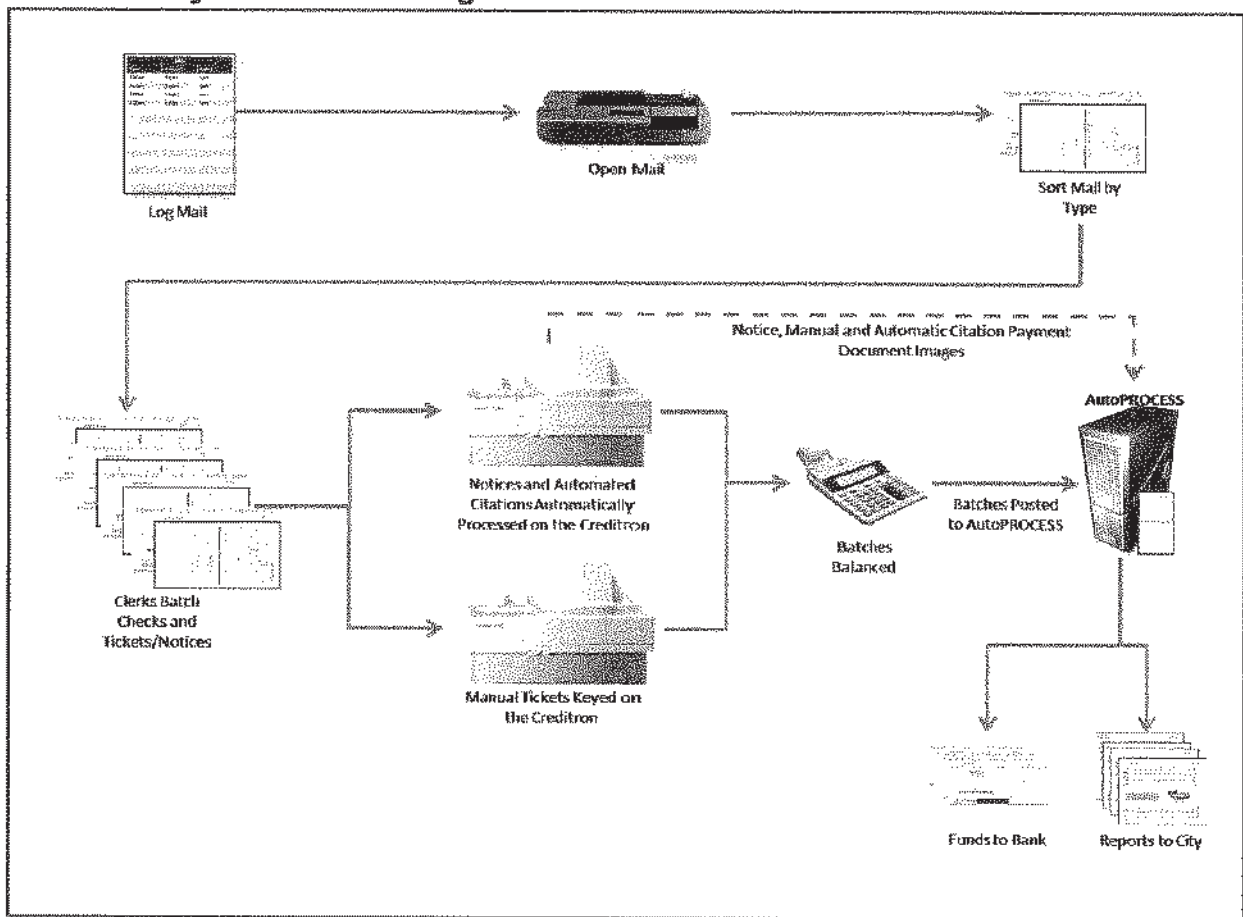 Log Mail
Open Mail
Sort Mail by
Type
Notice, Manual and Automatic Citation Payment
Document Images
AutoPROCESS
Notices and Automated
Citations Automatically
Processed on the Creditron
Batches Posted
to AutoPROCESS
Batches
Balanced
Clerks Batch
Checks and
Tickets/Notices
Manual Tickets Keyed on
the Creditron
Funds to Bank
Reports to City